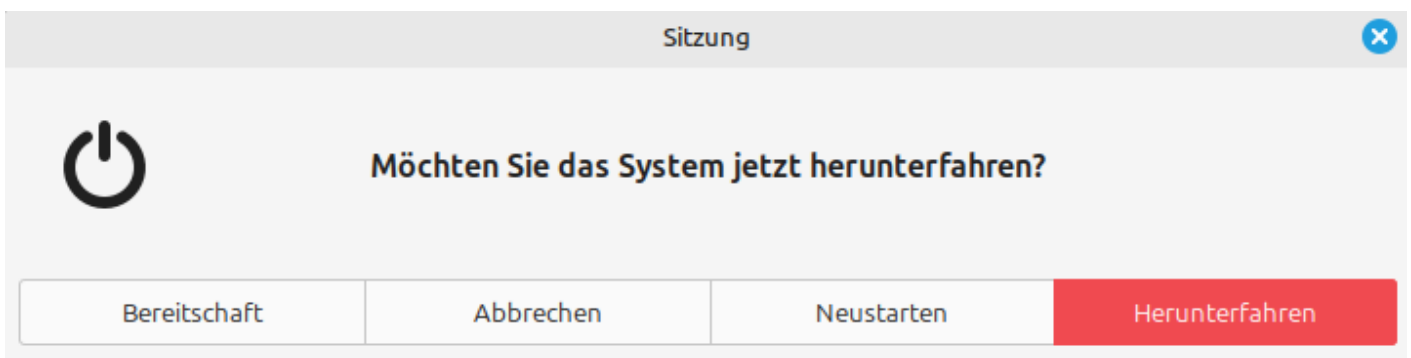 Sitzung
Möchten Sie das System jetzt herunterfahren?
Bereitschaft Abbrechen Neustarten Herunterfahren